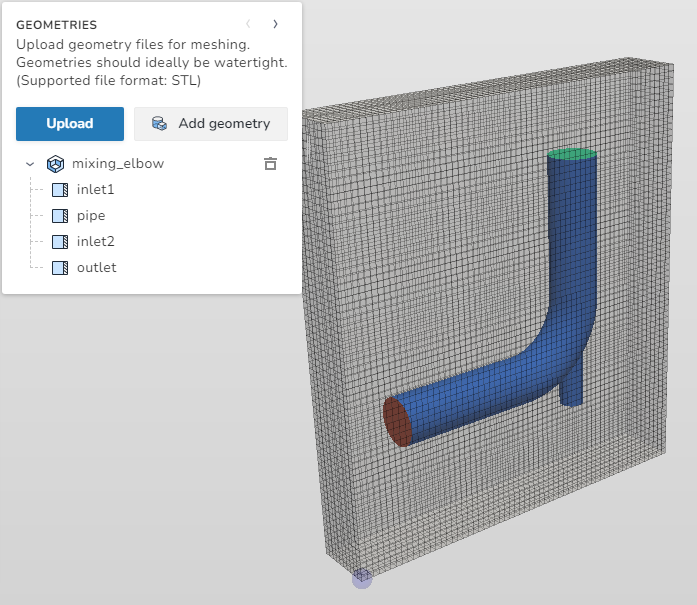 GEOMETRIES
Upload geometry files for meshing.
Geometries should ideally be watertight.
(Supported file format: STL)
Upload
Add geometry
mixing_elbow
inlet1
pipe
inlet2
outlet